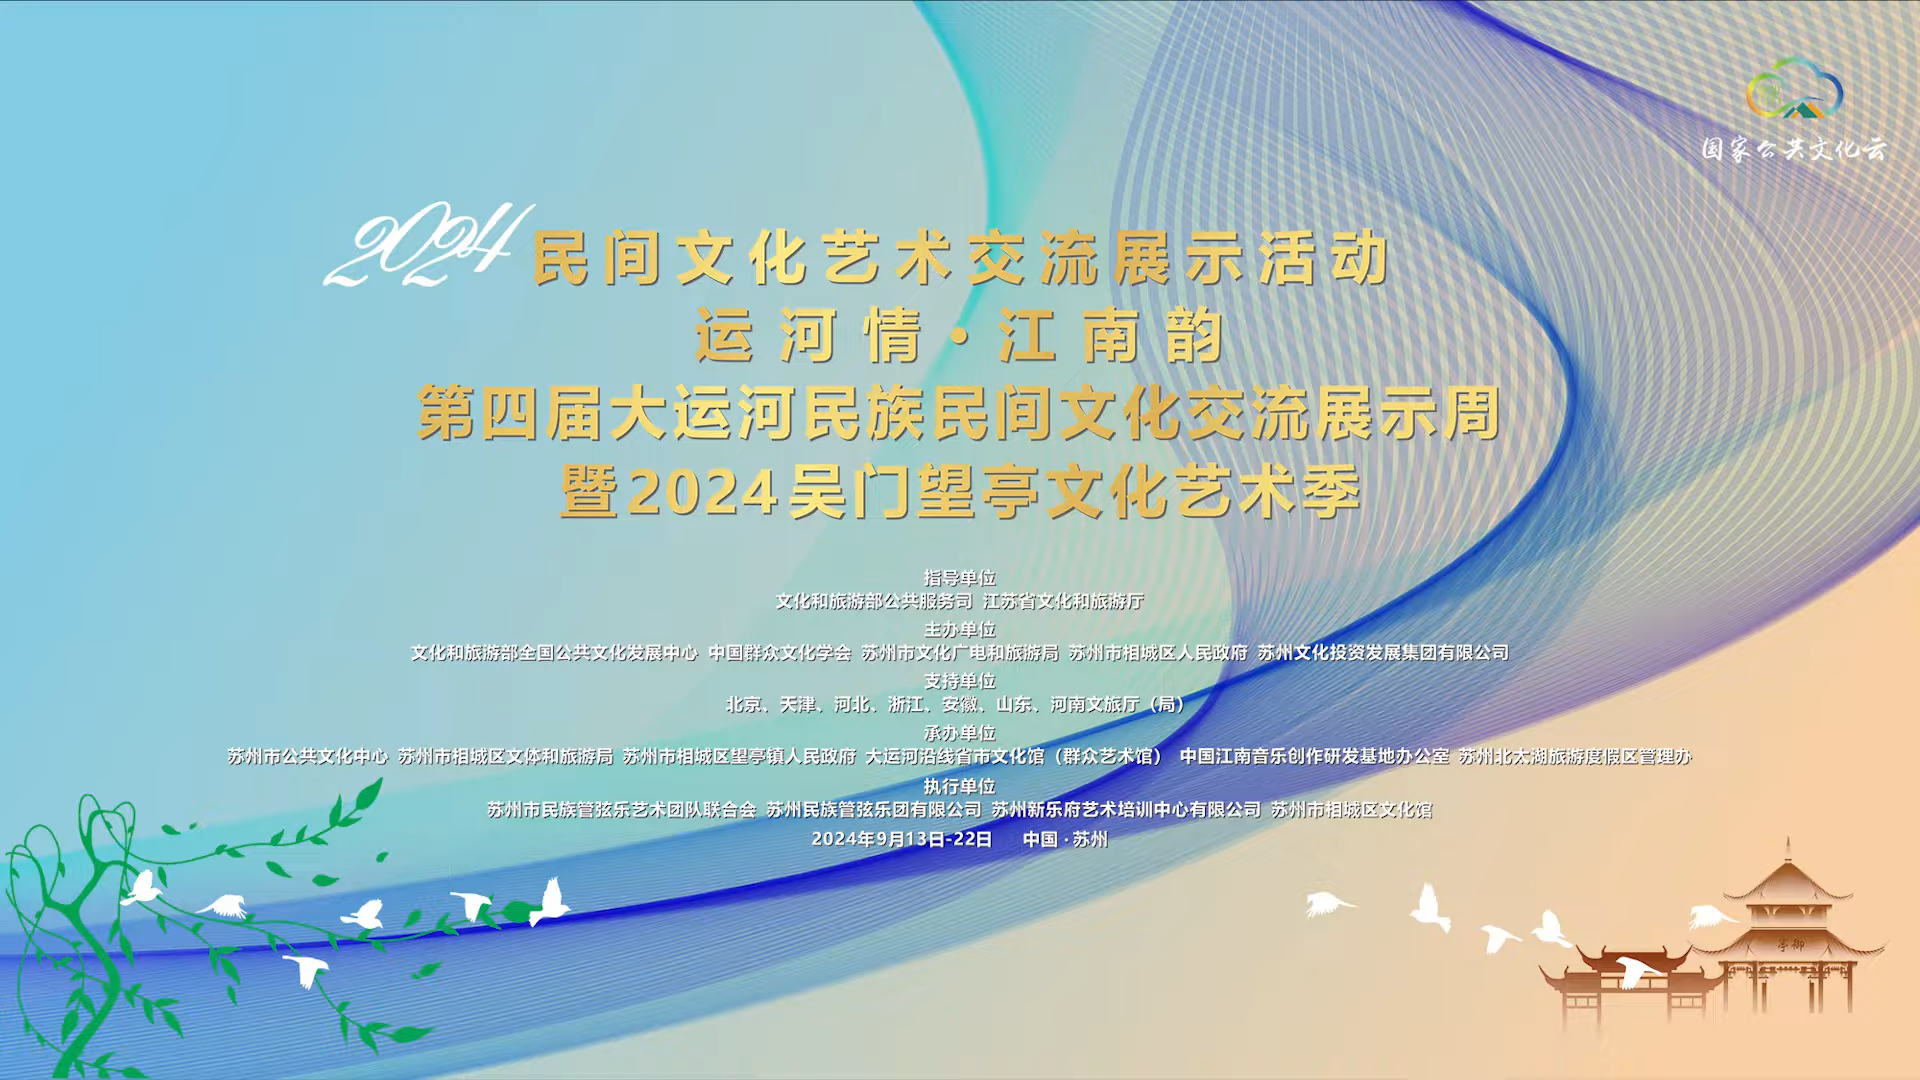 国家公共文化云
2024 民间文化艺术交流展示活动
运河情·江南韵
第四届大运河民族民间文化交流展示周
暨2024吴门望亭文化艺术季
指导单位
文化和旅游部公共服务司 江苏省文化和旅游厅
主办单位
文化和旅游部全国公共文化发展中心 中国群众文化学会 苏州市文化广电和旅游局 苏州市相城区人民政府 苏州文化投资发展集团有限公司
支持单位
北京、天津、河北、浙江、安徽、山东、河南文旅厅（局）
承办单位
苏州市公共文化中心 苏州市相城区文体和旅游局 苏州市相城区望亭镇人民政府 大运河沿线省市文化馆（群众艺术馆） 中国江南音乐创作研发基地办公室 苏州北太湖旅游度假区管理办
执行单位
苏州市民族管弦乐艺术团队联合会 苏州民族管弦乐团有限公司 苏州新乐府艺术培训中心有限公司 苏州市相城区文化馆
2024年9月13日-22日 中国·苏州
亭御